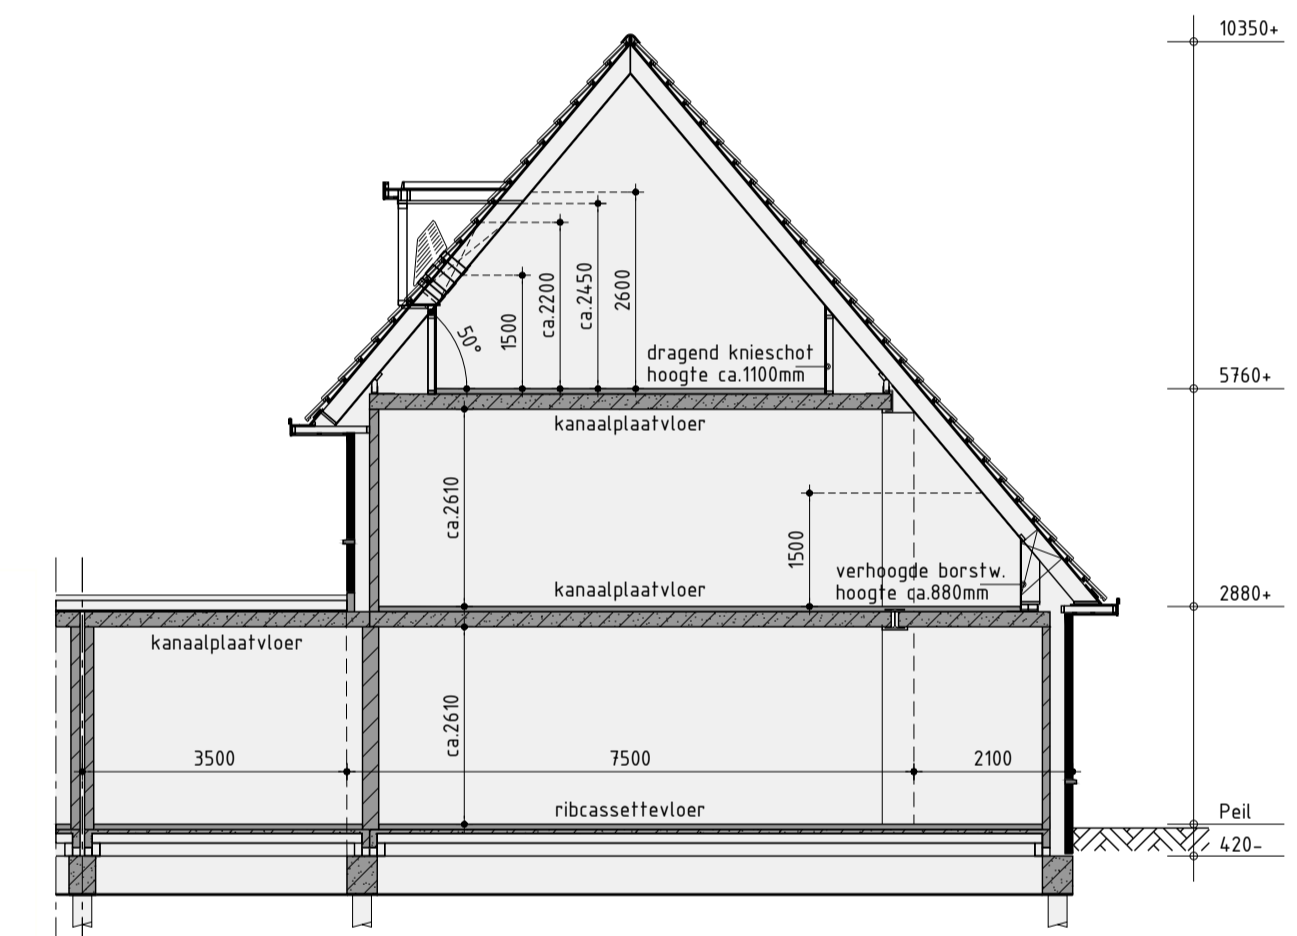 10350+
1500
ca.2200
ca.2450
2600
50°
dragend knieschot
hoogte ca.1100mm
5760+
kanaalplaatvloer
ca.2610
1500
kanaalplaatvloer
verhoogde borstw.
hoogte ca.880mm
2880+
kanaalplaatvloer
ca.2610
3500
7500
2100
ribcassettevloer
Peil
420-